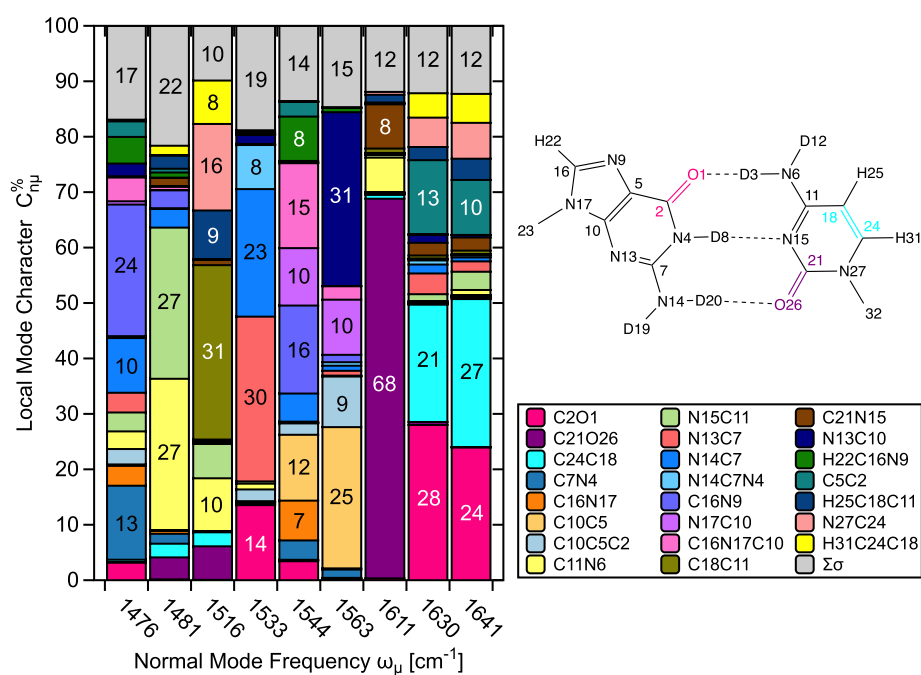 Local Mode Character C%nμ
100
90
80
70
60
50
40
30
20
10
0
17
24
10
13
22
27
27
10
8
16
9
31
10
19
8
23
30
14
14
8
15
10
16
12
7
15
31
10
9
25
12
8
68
12
13
21
28
12
10
27
24
1476
1481
1516
1533
1544
1563
1611
1630
1641
Normal Mode Frequency ωμ [cm⁻¹]
H22
16
N9
5
O1
2
N17
23
10
N13
N4
D8
7
N14
D20
D19
D12
D3
N6
H25
11
18
24
N15
H31
21
N27
O26
32
C2O1
C21O26
C24C18
C7N4
C16N17
C10C5
C10C5C2
C11N6
N15C11
N13C7
N14C7
N14C7N4
C16N9
N17C10
C16N17C10
C18C11
C21N15
N13C10
H22C16N9
C5C2
H25C18C11
N27C24
H31C24C18
Σσ